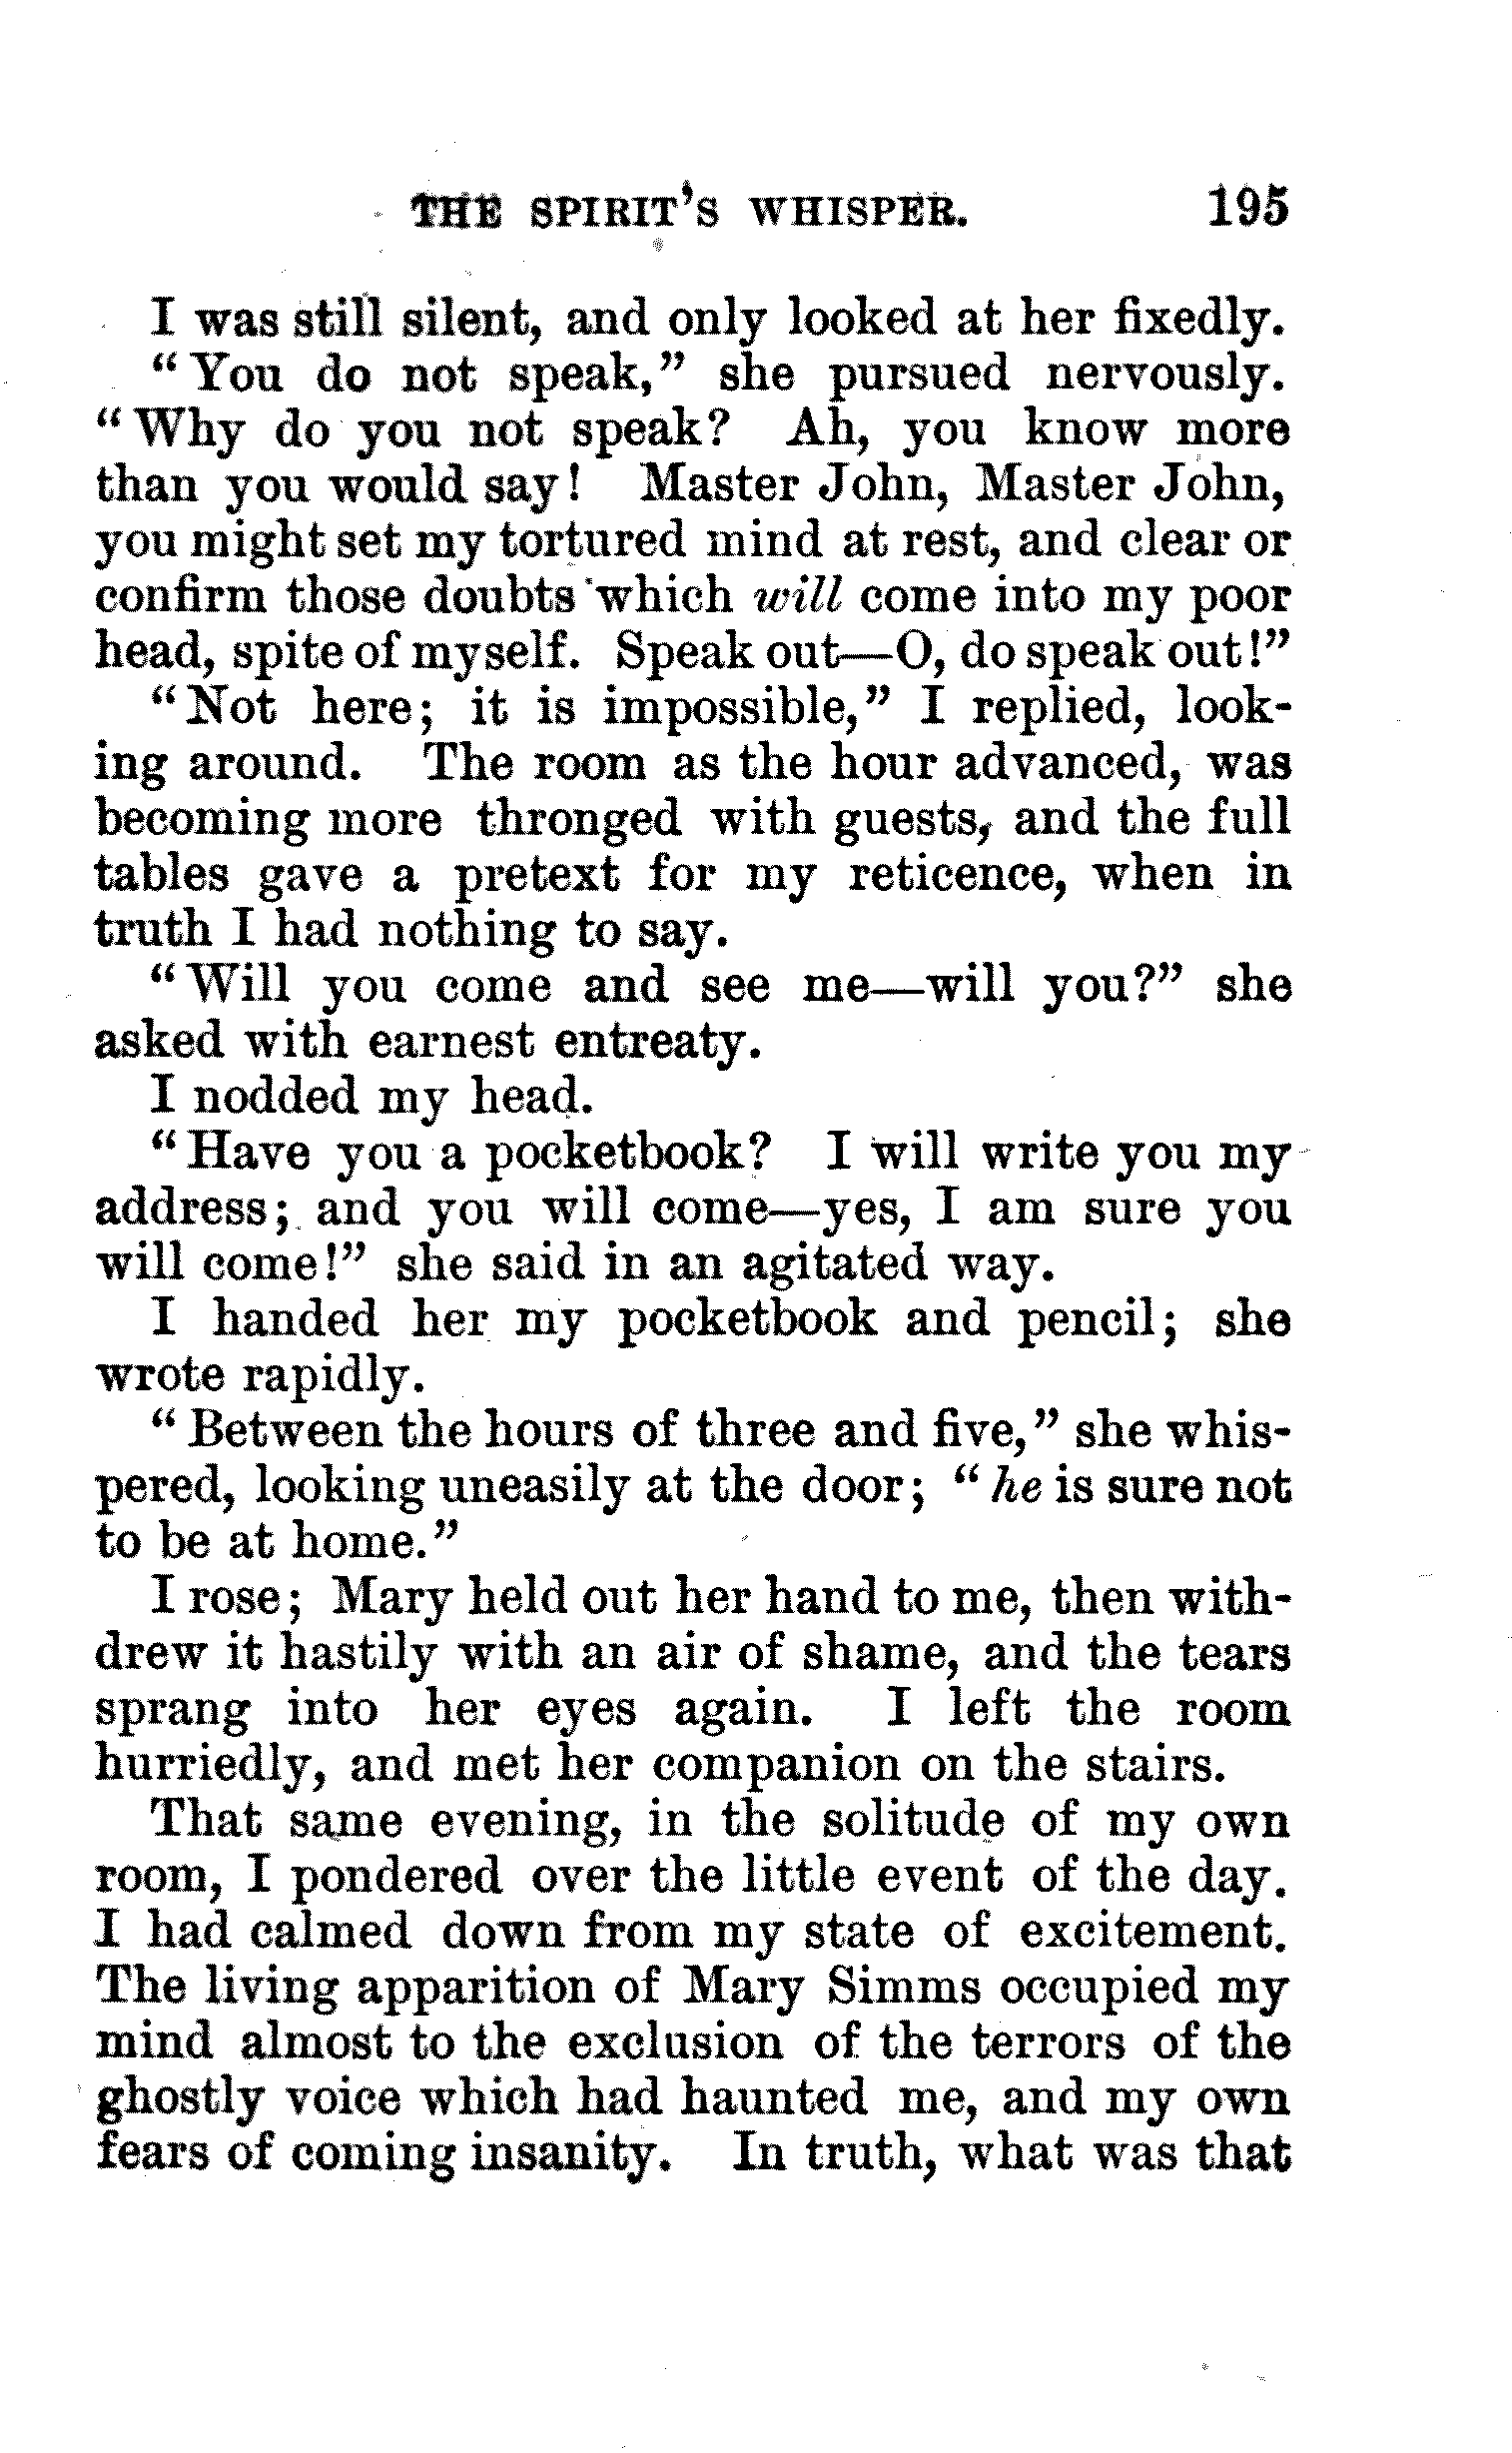 THE SPIRIT'S WHISPER. 195
I was still silent, and only looked at her fixedly.
"You do not speak," she pursued nervously.
"Why do you not speak? Ah, you know more
than you would say! Master John, Master John,
you might set my tortured mind at rest, and clear or
confirm those doubts which will come into my poor
head, spite of myself. Speak out—O, do speak out!"
"Not here; it is impossible," I replied, look-
ing around. The room as the hour advanced, was
becoming more thronged with guests, and the full
tables gave a pretext for my reticence, when in
truth I had nothing to say.
"Will you come and see me—will you?" she
asked with earnest entreaty.
I nodded my head.
"Have you a pocketbook? I will write you my
address; and you will come—yes, I am sure you
will come!" she said in an agitated way.
I handed her my pocketbook and pencil; she
wrote rapidly.
"Between the hours of three and five," she whis-
pered, looking uneasily at the door; "he is sure not
to be at home."
I rose; Mary held out her hand to me, then with-
drew it hastily with an air of shame, and the tears
sprang into her eyes again. I left the room
hurriedly, and met her companion on the stairs.
That same evening, in the solitude of my own
room, I pondered over the little event of the day.
I had calmed down from my state of excitement.
The living apparition of Mary Simms occupied my
mind almost to the exclusion of the terrors of the
ghostly voice which had haunted me, and my own
fears of coming insanity. In truth, what was that